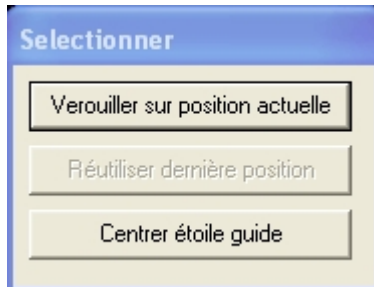 Selectionner
Verouiller sur position actuelle
Réutiliser dernière position
Centrer étoile guide